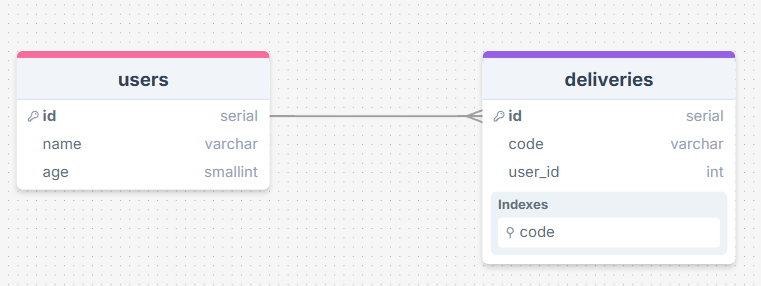 users
id serial
name varchar
age smallint
deliveries
id serial
code varchar
user_id int
Indexes
code